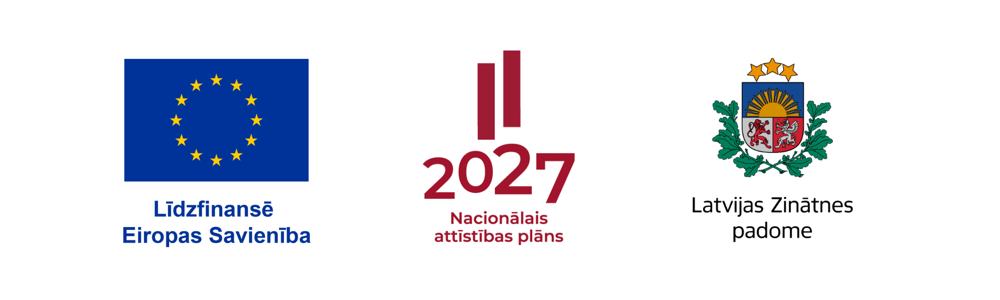 Līdzfinansē
Eiropas Savienība
2027
Nacionālais
attīstības plāns
Latvijas Zinātnes
padome